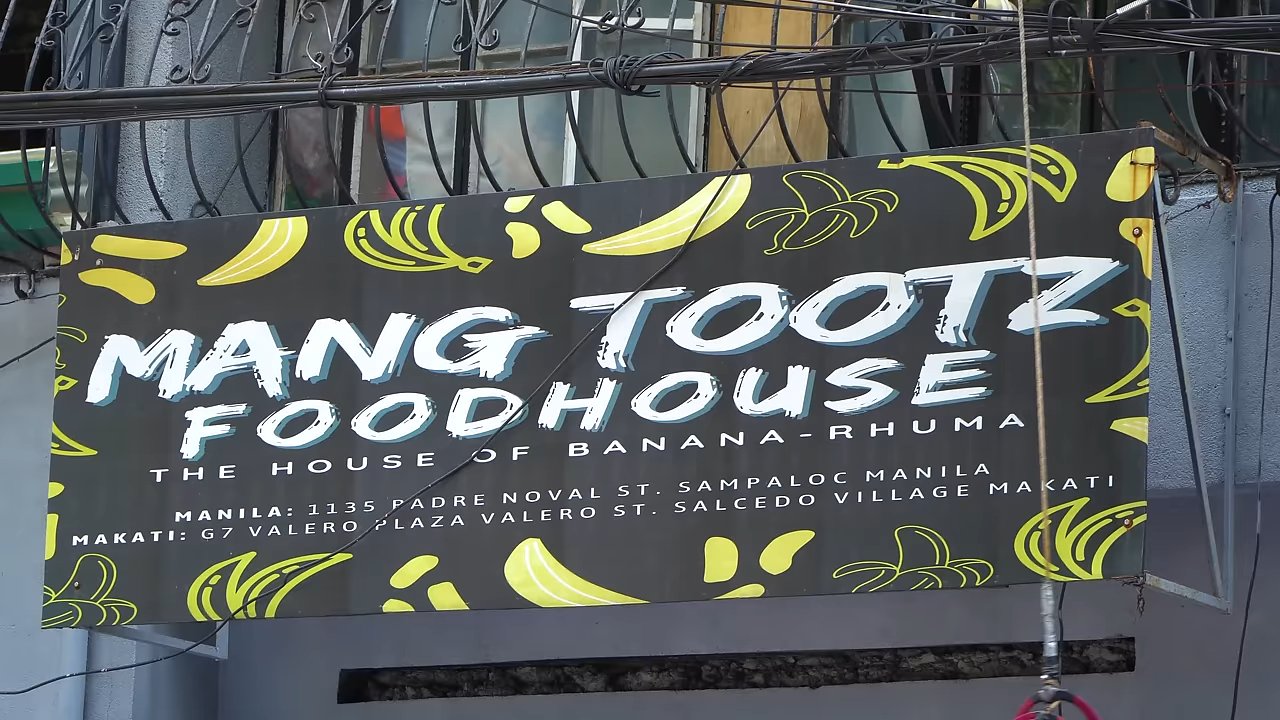 MANG TOOTZ
FOODHOUSE
THE HOUSE OF BANANA-RHUMA
MANILA: 1135 PADRE NOVAL ST. SAMPALOC MANILA
MAKATI: G7 VALERO PLAZA VALERO ST. SALCEDO VILLAGE MAKATI